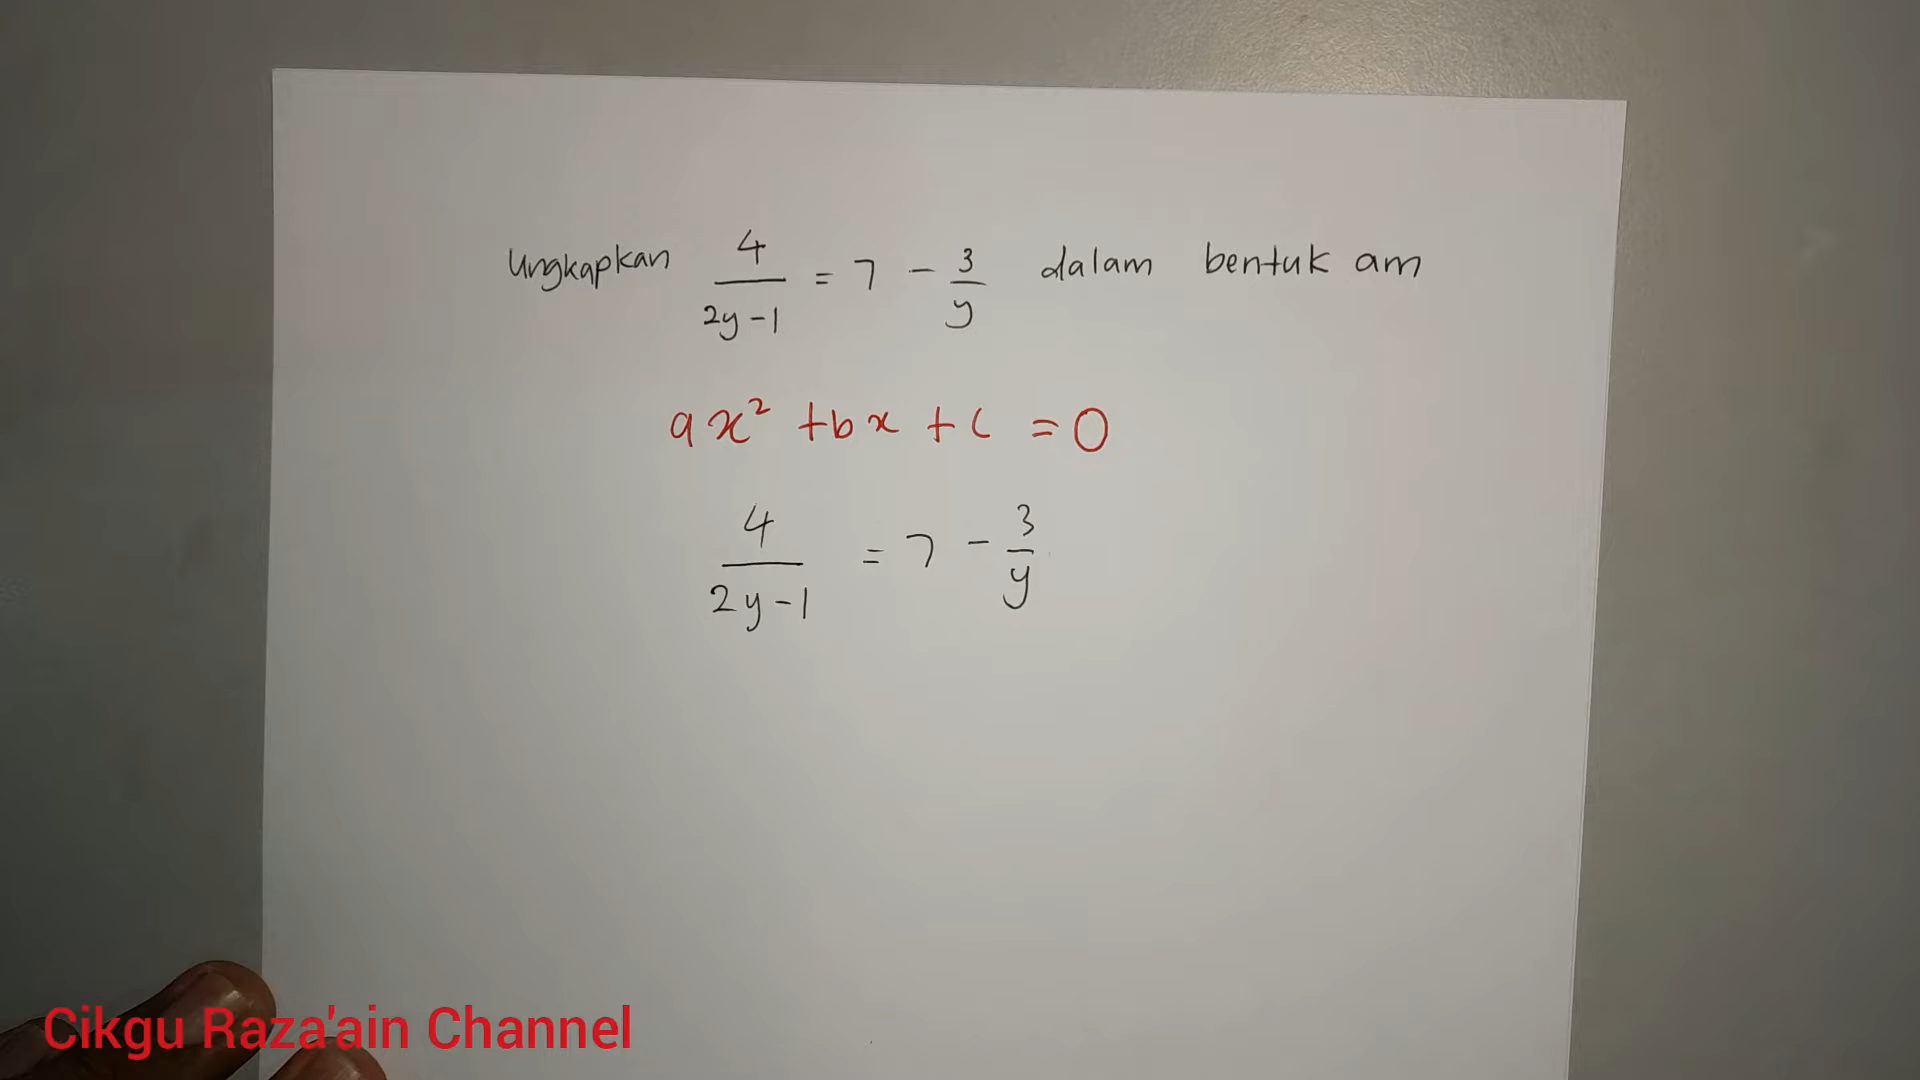 Ungkapkan 4/(2y-1) = 7 - 3/y dalam bentuk am
ax² + bx + c = 0
4/(2y-1) = 7 - 3/y
Cikgu Raza'ain Channel